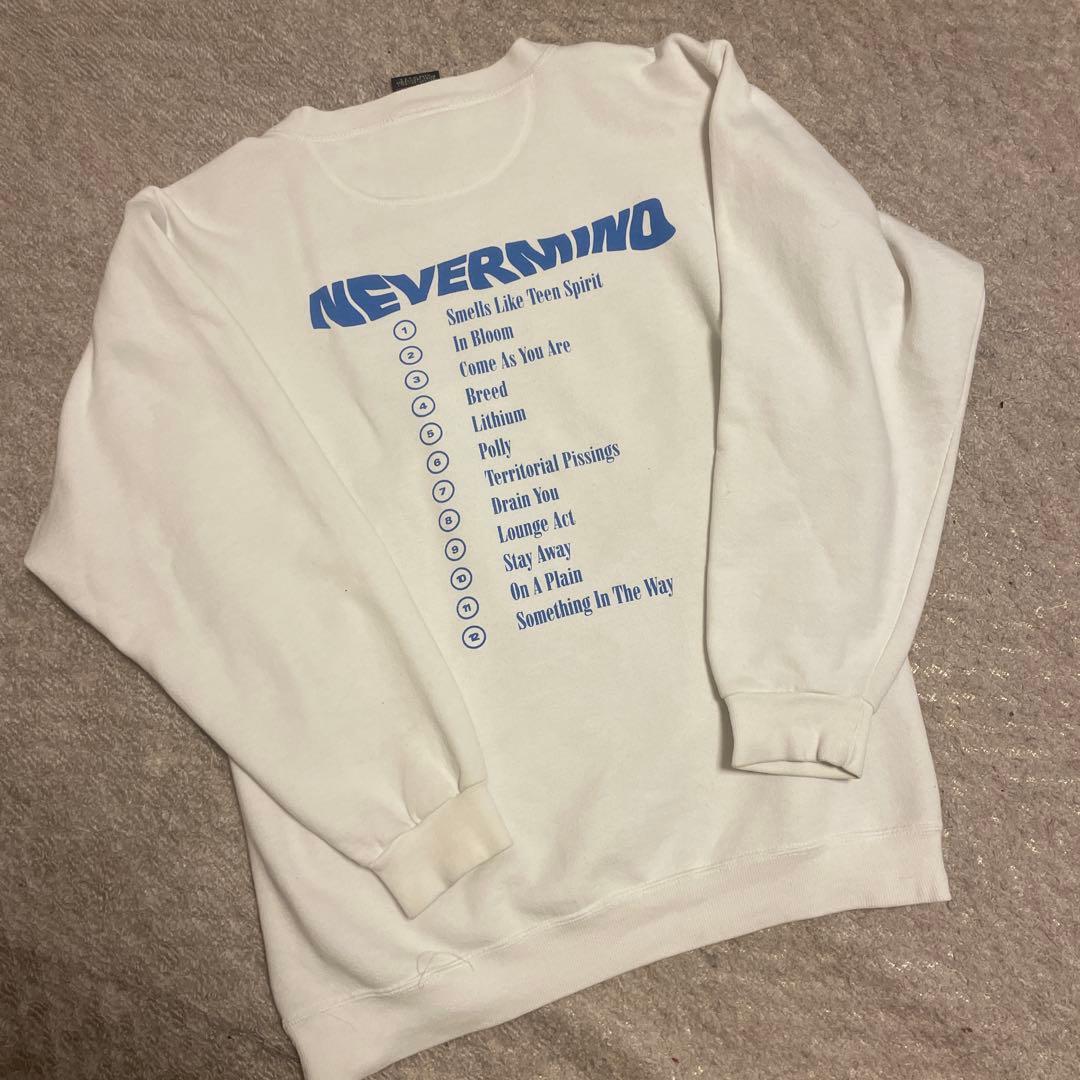 NEVERMIND
1 Smells Like Teen Spirit
2 In Bloom
3 Come As You Are
4 Breed
5 Lithium
6 Polly
7 Territorial Pissings
8 Drain You
9 Lounge Act
10 Stay Away
11 On A Plain
12 Something In The Way